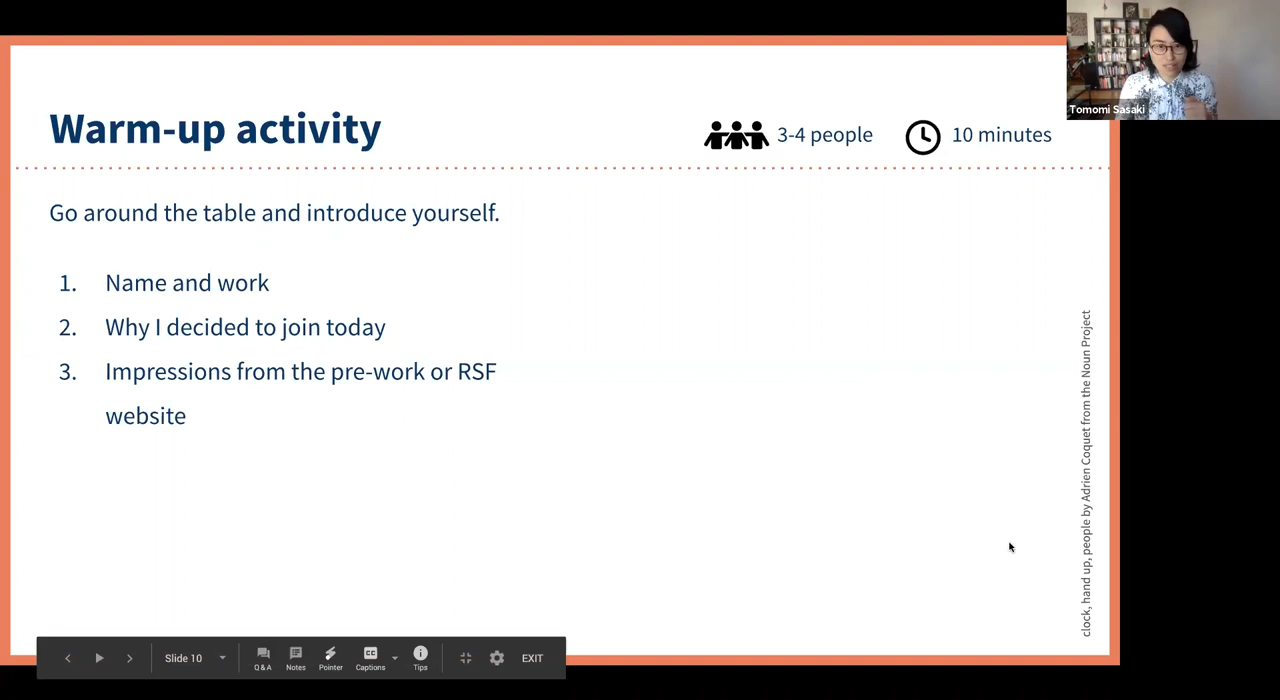 Tomomi Sasaki
Warm-up activity
3-4 people
10 minutes
Go around the table and introduce yourself.
1. Name and work
2. Why I decided to join today
3. Impressions from the pre-work or RSF
website
clock, hand up, people by Adrien Coquet from the Noun Project
Slide 10
Q & A
Notes
Pointer
CC
Captions
Tips
EXIT